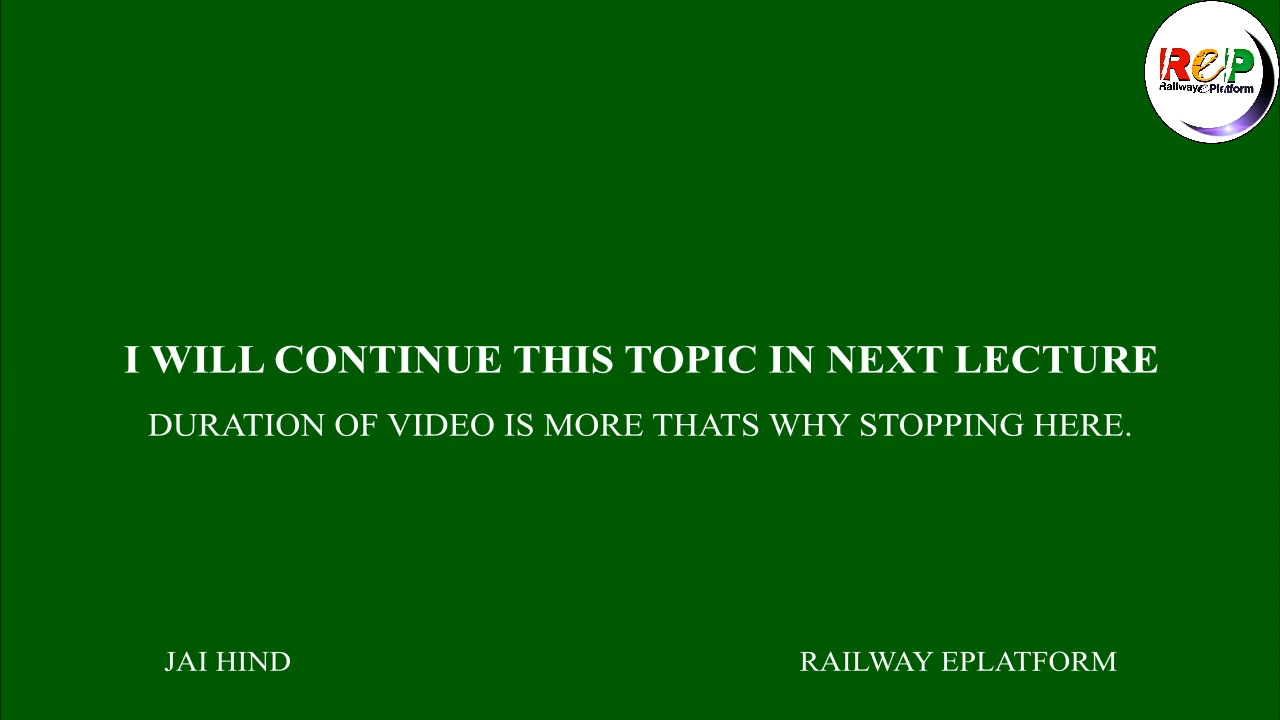 ReP
Railway ePlatform
I WILL CONTINUE THIS TOPIC IN NEXT LECTURE
DURATION OF VIDEO IS MORE THATS WHY STOPPING HERE.
JAI HIND
RAILWAY EPLATFORM